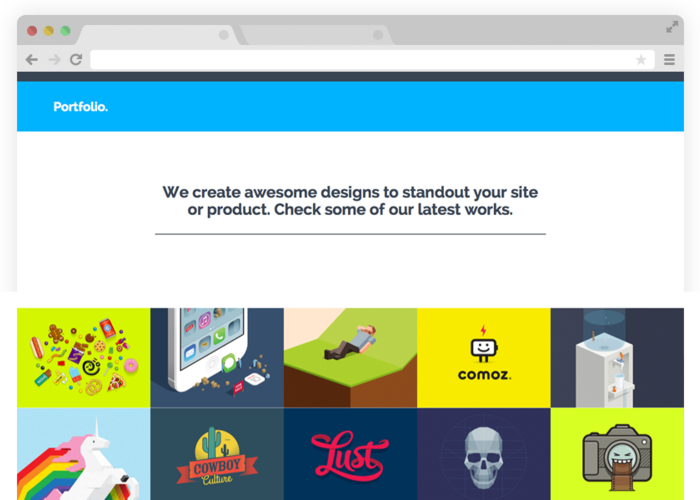 Portfolio.
We create awesome designs to standout your site
or product. Check some of our latest works.
comoz.
COWBOY
Culture
Lust